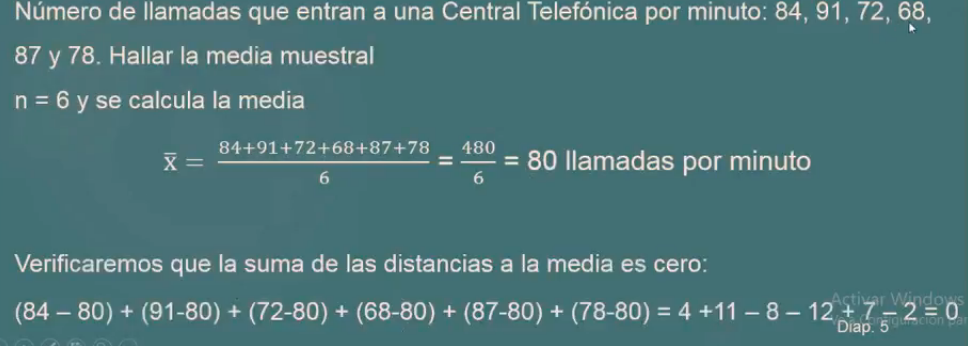 Número de llamadas que entran a una Central Telefónica por minuto: 84, 91, 72, 68,
87 y 78. Hallar la media muestral
n = 6 y se calcula la media
x̅ = (84+91+72+68+87+78)/6 = 480/6 = 80 llamadas por minuto
Verificaremos que la suma de las distancias a la media es cero:
(84 – 80) + (91-80) + (72-80) + (68-80) + (87-80) + (78-80) = 4 +11 – 8 – 12 + 7 – 2 = 0
Activar Windows
Diap. 5